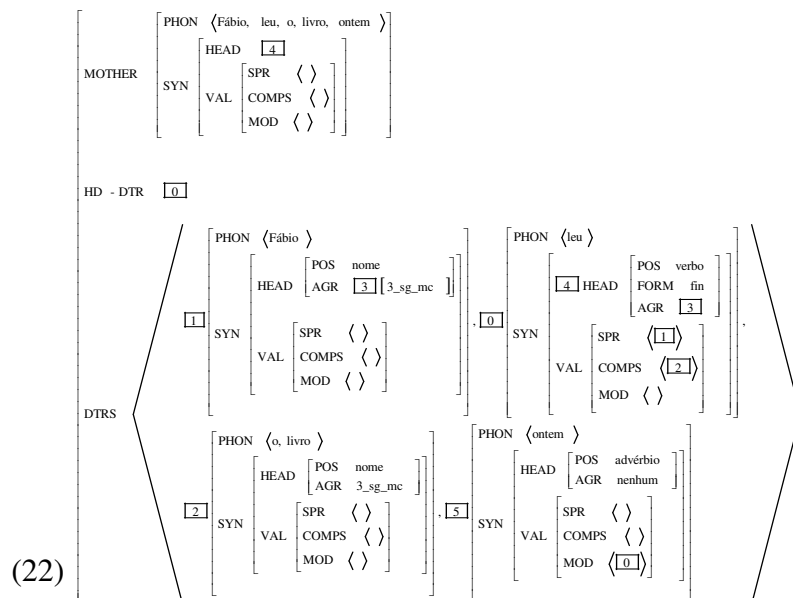 PHON ⟨Fábio, leu, o, livro, ontem ⟩
HEAD 4
MOTHER
SYN
SPR ⟨ ⟩
VAL COMPS ⟨ ⟩
MOD ⟨ ⟩
HD - DTR 0
PHON ⟨Fábio ⟩
POS nome
HEAD
AGR 3 [3_sg_mc ]
1
SYN
SPR ⟨ ⟩
VAL COMPS ⟨ ⟩
MOD ⟨ ⟩
,
PHON ⟨leu ⟩
POS verbo
4 HEAD FORM fin
AGR 3
0
SYN
SPR ⟨1⟩
VAL COMPS ⟨2⟩
MOD ⟨ ⟩
,
DTRS
PHON ⟨o, livro ⟩
POS nome
HEAD
AGR 3_sg_mc
2
SYN
SPR ⟨ ⟩
VAL COMPS ⟨ ⟩
MOD ⟨ ⟩
,
PHON ⟨ontem ⟩
POS advérbio
HEAD
AGR nenhum
5
SYN
SPR ⟨ ⟩
VAL COMPS ⟨ ⟩
MOD ⟨0⟩
(22)